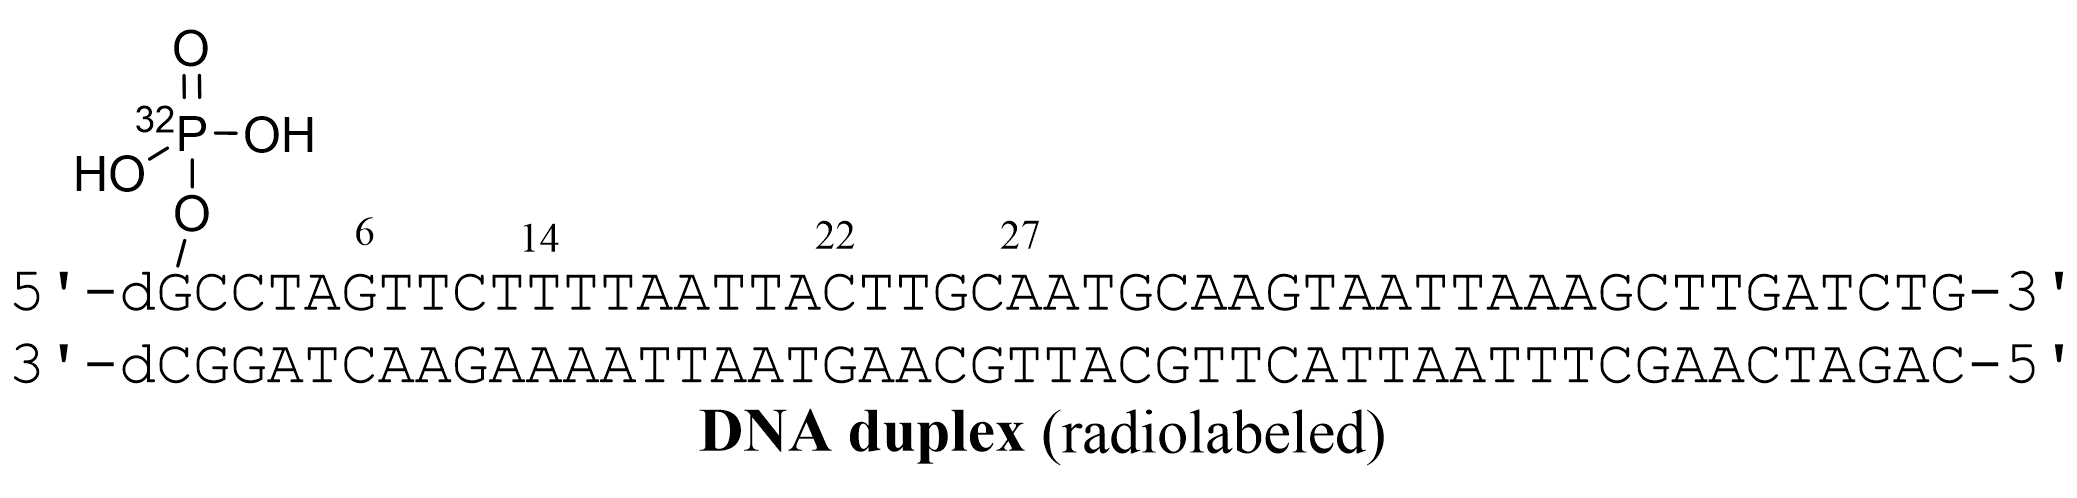 O
32P-OH
HO
O
6 14 22 27
5'-dGCCTAGTTCTTTTAATTACTTGCAATGCAAGTAATTAAAGCTTGATCTG-3'
3'-dCGGATCAAGAAAATTAATGAACGTTACGTTCATTAATTTCGAACTAGAC-5'
DNA duplex (radiolabeled)